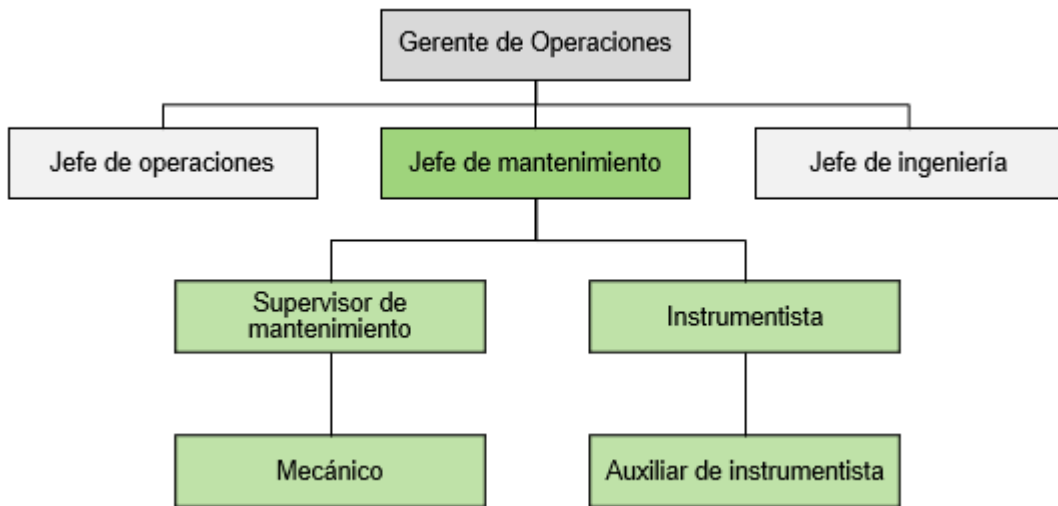 Gerente de Operaciones
Jefe de operaciones
Jefe de mantenimiento
Jefe de ingeniería
Supervisor de
mantenimiento
Instrumentista
Mecánico
Auxiliar de instrumentista